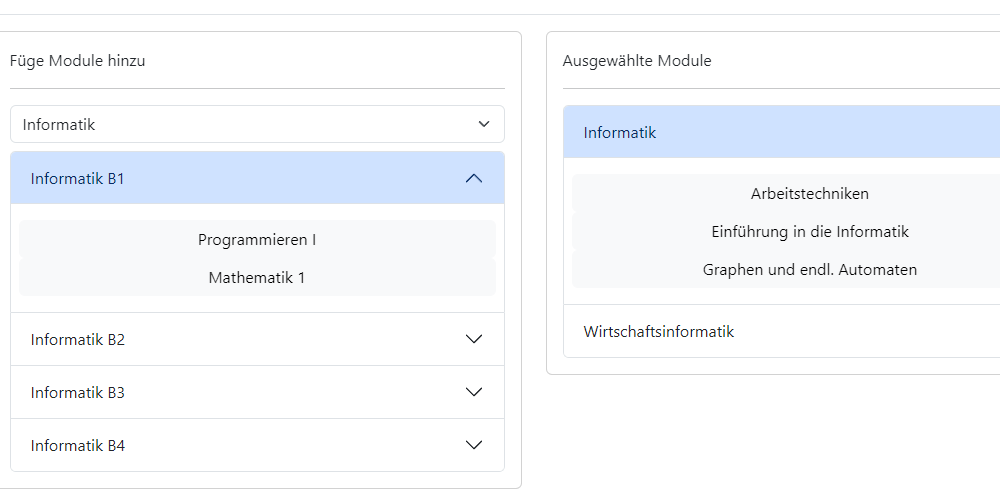 Füge Module hinzu
Informatik
Informatik B1
Programmieren I
Mathematik 1
Informatik B2
Informatik B3
Informatik B4
Ausgewählte Module
Informatik
Arbeitstechniken
Einführung in die Informatik
Graphen und endl. Automaten
Wirtschaftsinformatik